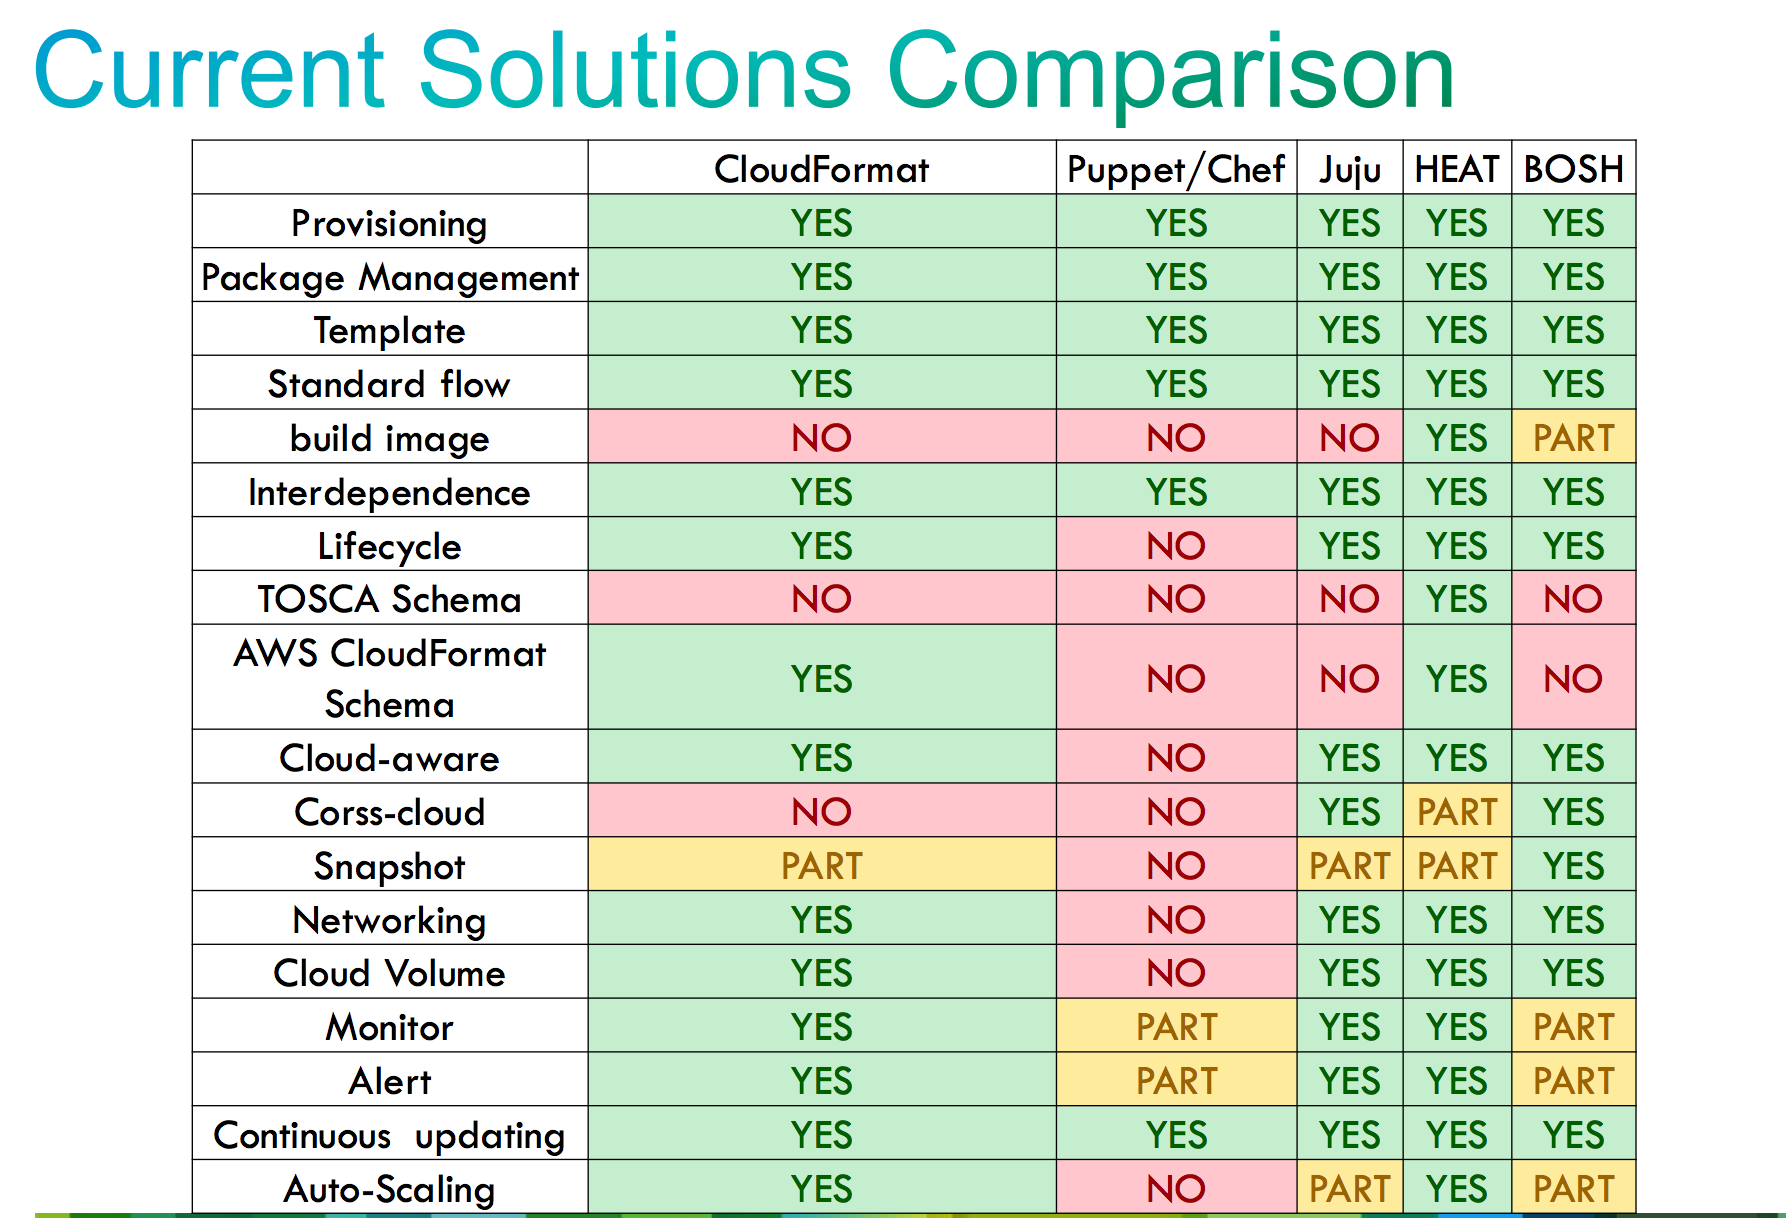 Current Solutions Comparison
CloudFormat Puppet/Chef Juju HEAT BOSH
Provisioning YES YES YES YES YES
Package Management YES YES YES YES YES
Template YES YES YES YES YES
Standard flow YES YES YES YES YES
build image NO NO NO YES PART
Interdependence YES YES YES YES YES
Lifecycle YES NO YES YES YES
TOSCA Schema NO NO NO YES NO
AWS CloudFormat
Schema YES NO NO YES NO
Cloud-aware YES NO YES YES YES
Corss-cloud NO NO YES PART YES
Snapshot PART NO PART PART YES
Networking YES NO YES YES YES
Cloud Volume YES NO YES YES YES
Monitor YES PART YES YES PART
Alert YES PART YES YES PART
Continuous updating YES YES YES YES YES
Auto-Scaling YES NO PART YES PART